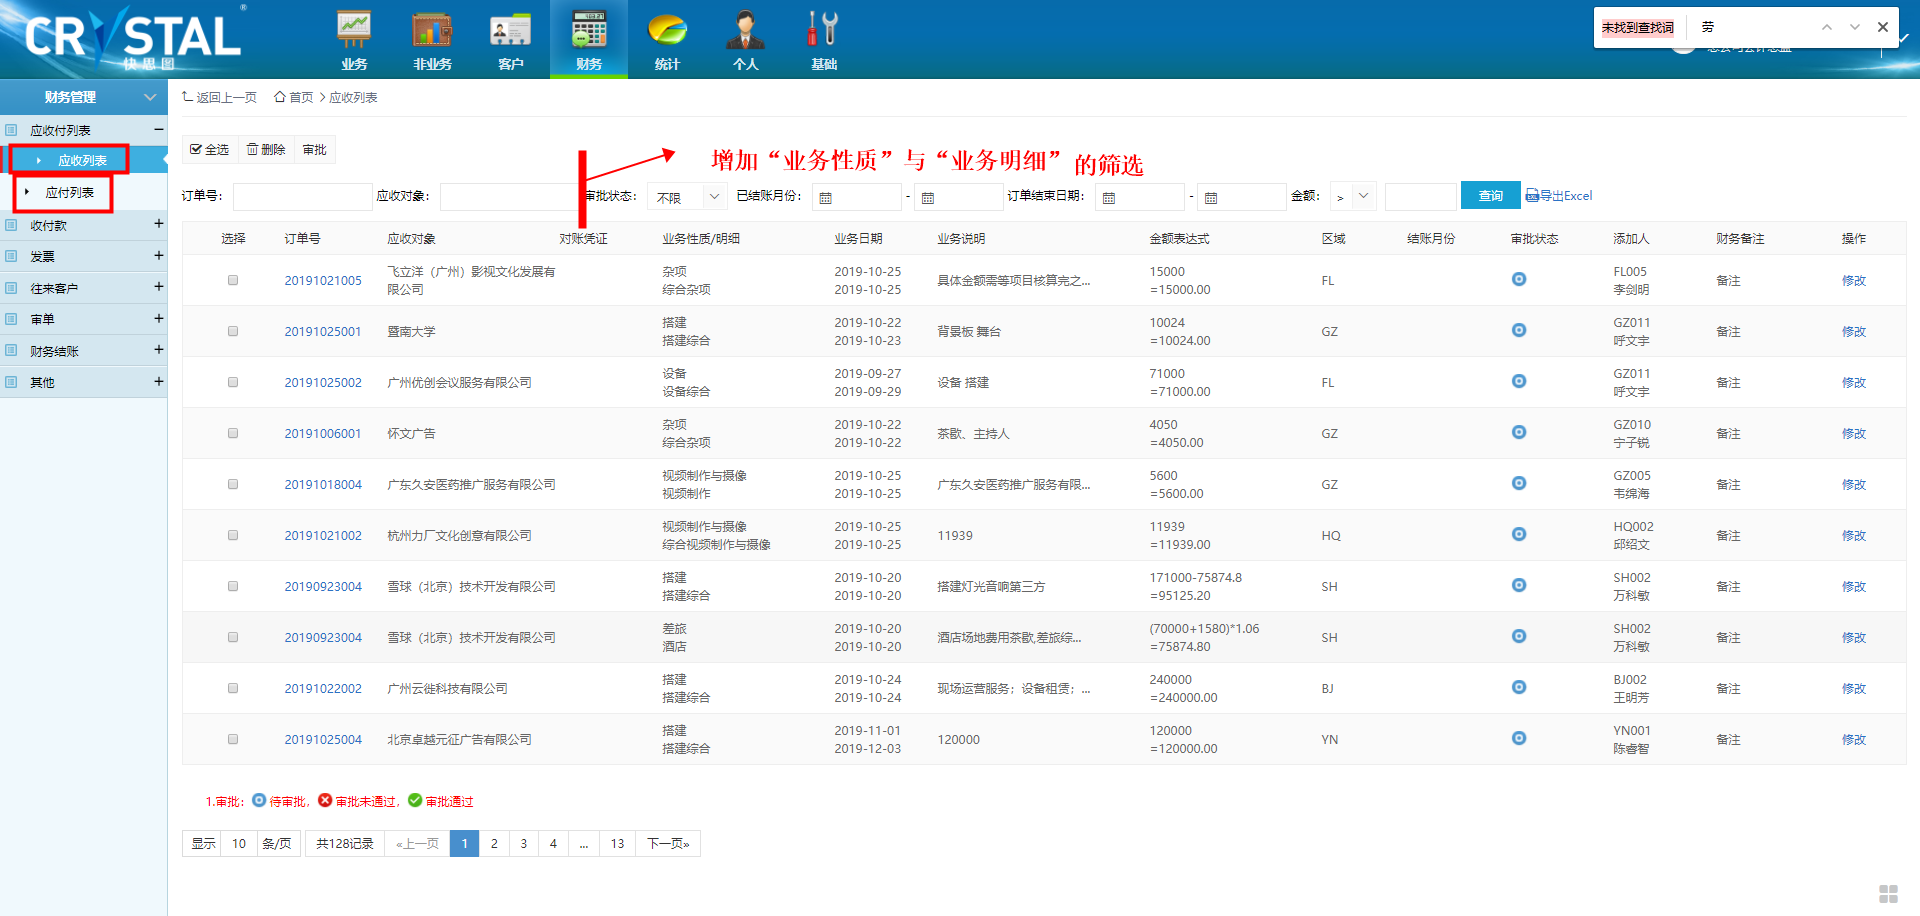 CRYSTAL ®
快思图
业务 非业务 客户 财务 统计 个人 基础
未找到查找词 劳
财务管理
返回上一页 首页 > 应收列表
应收付列表 −
应收列表
应付列表
收付款 +
发票 +
往来客户 +
审单 +
财务结账 +
其他 +
全选 删除 审批
增加“业务性质”与“业务明细”的筛选
订单号: 应收对象: 审批状态: 不限 已结账月份: - 订单结束日期: - 金额: > 查询 导出Excel
选择 订单号 应收对象 对账凭证 业务性质/明细 业务日期 业务说明 金额表达式 区域 结账月份 审批状态 添加人 财务备注 操作
飞立洋（广州）影视文化发展有 杂项 2019-10-25 15000 FL005
20191021005 具体金额需等项目核算完之... FL 备注 修改
限公司 综合杂项 2019-10-25 =15000.00 李剑明
搭建 2019-10-22 10024 GZ011
20191025001 暨南大学 背景板 舞台 GZ 备注 修改
搭建综合 2019-10-23 =10024.00 呼文宇
设备 2019-09-27 71000 GZ011
20191025002 广州优创会议服务有限公司 设备 搭建 FL 备注 修改
设备综合 2019-09-29 =71000.00 呼文宇
杂项 2019-10-22 4050 GZ010
20191006001 怀文广告 茶歇、主持人 GZ 备注 修改
综合杂项 2019-10-22 =4050.00 宁子锐
视频制作与摄像 2019-10-25 5600 GZ005
20191018004 广东久安医药推广服务有限公司 广东久安医药推广服务有限... GZ 备注 修改
视频制作 2019-10-25 =5600.00 韦绵海
视频制作与摄像 2019-10-25 11939 HQ002
20191021002 杭州力厂文化创意有限公司 11939 HQ 备注 修改
综合视频制作与摄像 2019-10-25 =11939.00 邱绍文
搭建 2019-10-20 171000-75874.8 SH002
20190923004 雪球（北京）技术开发有限公司 搭建灯光音响第三方 SH 备注 修改
搭建综合 2019-10-20 =95125.20 万科敏
差旅 2019-10-20 (70000+1580)*1.06 SH002
20190923004 雪球（北京）技术开发有限公司 酒店场地费用茶歇,差旅综... SH 备注 修改
酒店 2019-10-20 =75874.80 万科敏
搭建 2019-10-24 240000 BJ002
20191022002 广州云徙科技有限公司 现场运营服务；设备租赁；... BJ 备注 修改
搭建综合 2019-10-24 =240000.00 王明芳
搭建 2019-11-01 120000 YN001
20191025004 北京卓越元征广告有限公司 120000 YN 备注 修改
搭建综合 2019-12-03 =120000.00 陈睿智
1.审批: 待审批, 审批未通过, 审批通过
显示 10 条/页 共128记录 «上一页 1 2 3 4 ... 13 下一页»